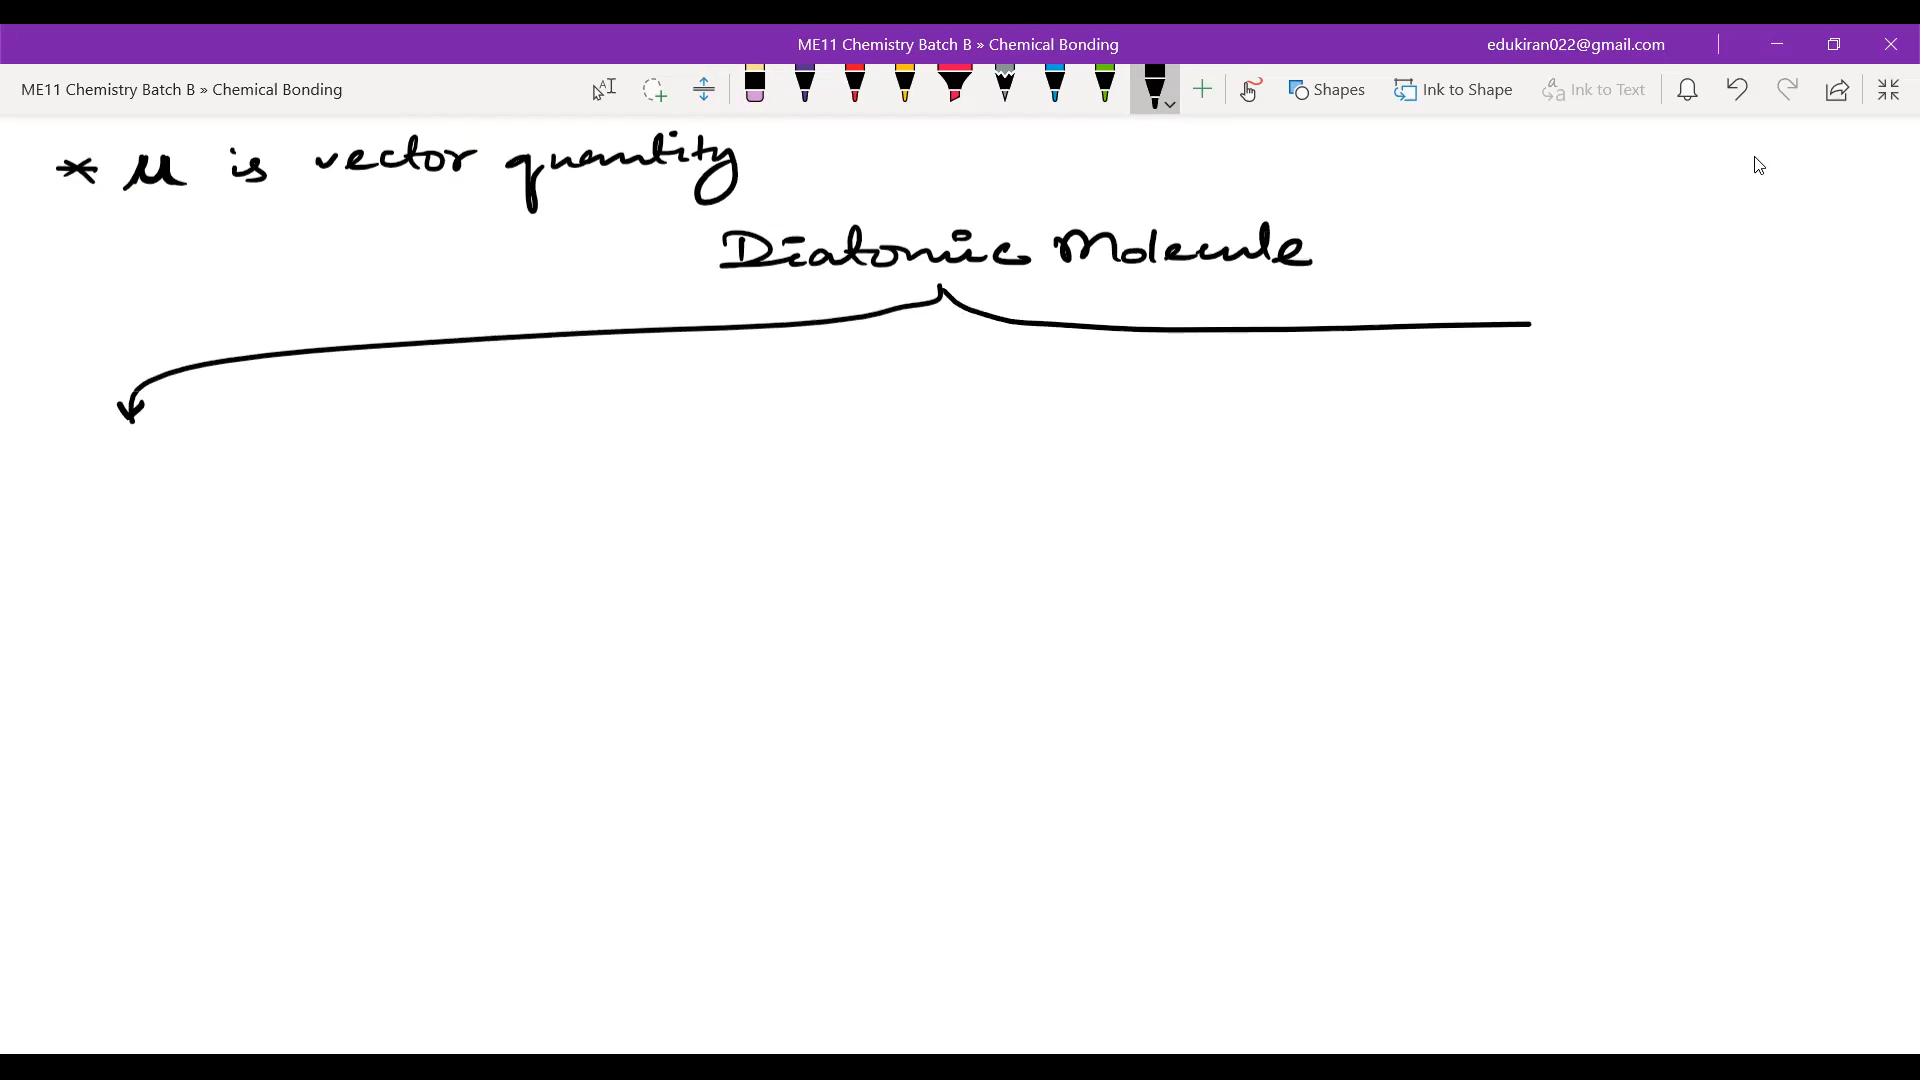 ME11 Chemistry Batch B » Chemical Bonding
edukiran022@gmail.com
ME11 Chemistry Batch B » Chemical Bonding
Shapes
Ink to Shape
Ink to Text
* μ is vector quantity
Diatomic Molecule